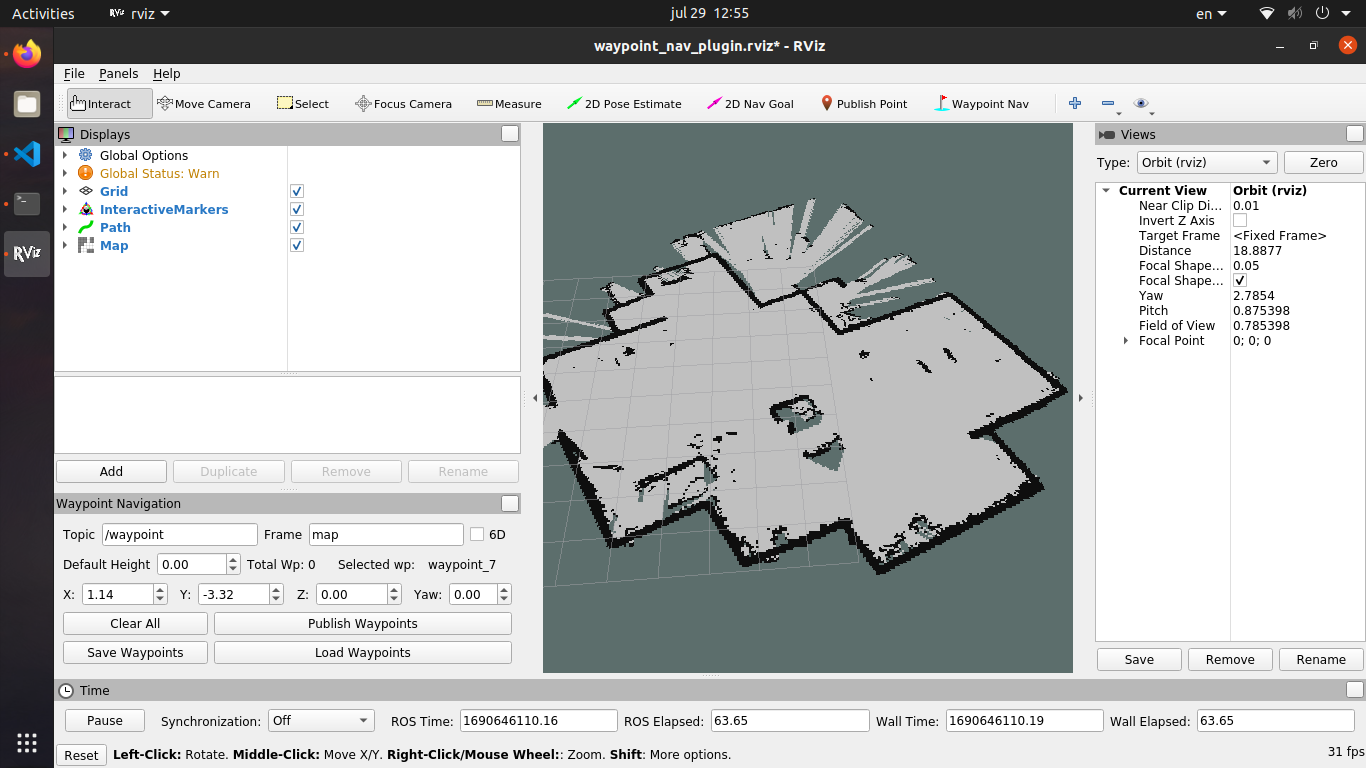 Activities RViz rviz jul 29 12:55 en
waypoint_nav_plugin.rviz* - RViz
File Panels Help
Interact Move Camera Select Focus Camera Measure 2D Pose Estimate 2D Nav Goal Publish Point Waypoint Nav
Displays
Global Options
Global Status: Warn
Grid
InteractiveMarkers
Path
Map
Add Duplicate Remove Rename
Waypoint Navigation
Topic /waypoint Frame map 6D
Default Height 0.00 Total Wp: 0 Selected wp: waypoint_7
X: 1.14 Y: -3.32 Z: 0.00 Yaw: 0.00
Clear All Publish Waypoints
Save Waypoints Load Waypoints
RViz
Views
Type: Orbit (rviz) Zero
Current View Orbit (rviz)
Near Clip Di... 0.01
Invert Z Axis
Target Frame <Fixed Frame>
Distance 18.8877
Focal Shape... 0.05
Focal Shape...
Yaw 2.7854
Pitch 0.875398
Field of View 0.785398
Focal Point 0; 0; 0
Save Remove Rename
Time
Pause Synchronization: Off ROS Time: 1690646110.16 ROS Elapsed: 63.65 Wall Time: 1690646110.19 Wall Elapsed: 63.65
Reset Left-Click: Rotate. Middle-Click: Move X/Y. Right-Click/Mouse Wheel:: Zoom. Shift: More options. 31 fps